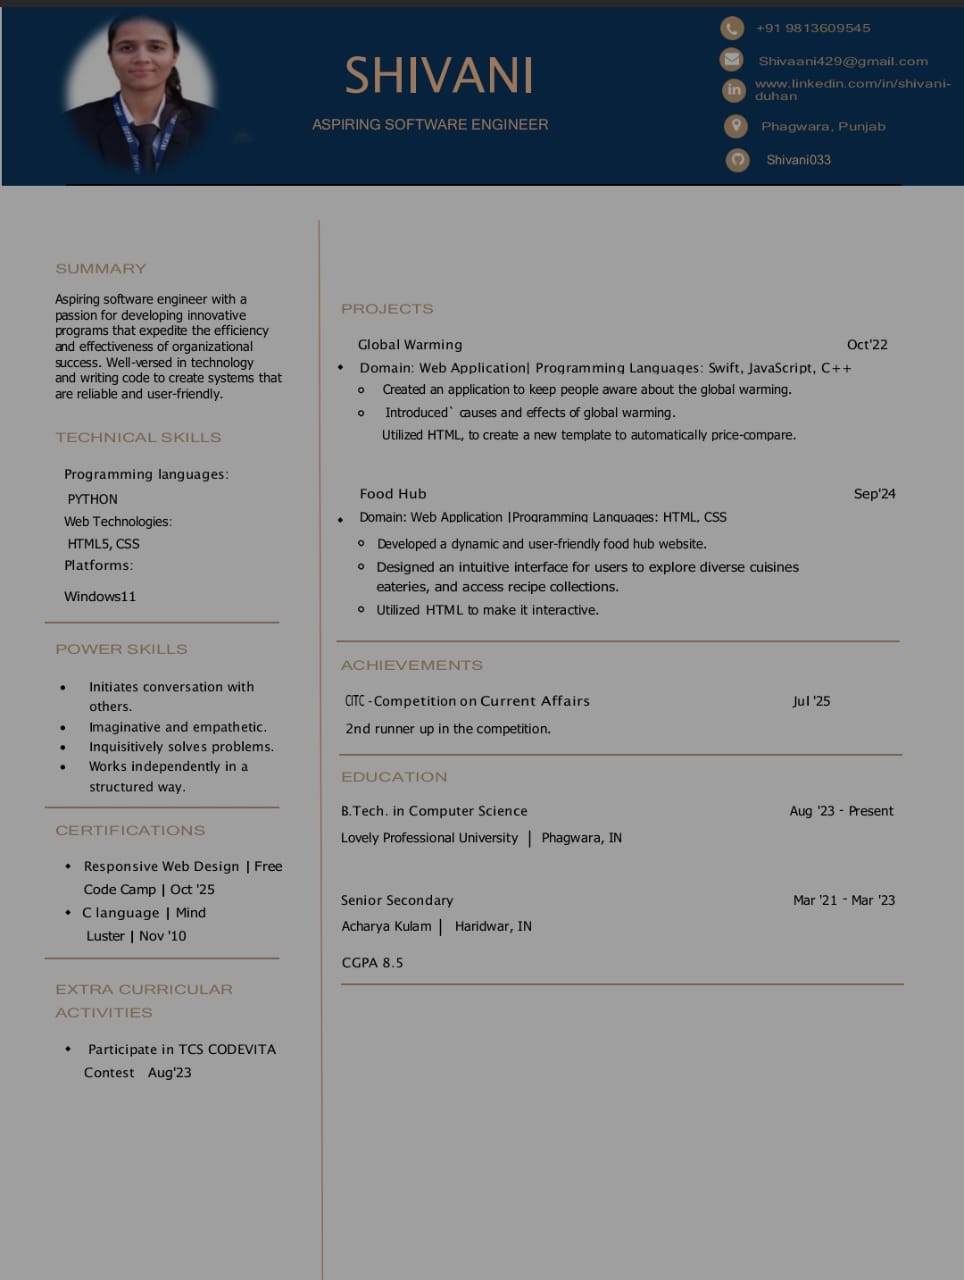 SHIVANI
ASPIRING SOFTWARE ENGINEER
+91 9813609545
Shivaani429@gmail.com
www.linkedin.com/in/shivani-
duhan
Phagwara, Punjab
Shivani033
SUMMARY
Aspiring software engineer with a
passion for developing innovative
programs that expedite the efficiency
and effectiveness of organizational
success. Well-versed in technology
and writing code to create systems that
are reliable and user-friendly.
TECHNICAL SKILLS
Programming languages:
PYTHON
Web Technologies:
HTML5, CSS
Platforms:
Windows11
POWER SKILLS
• Initiates conversation with
others.
• Imaginative and empathetic.
• Inquisitively solves problems.
• Works independently in a
structured way.
CERTIFICATIONS
• Responsive Web Design | Free
Code Camp | Oct '25
• C language | Mind
Luster | Nov '10
EXTRA CURRICULAR
ACTIVITIES
• Participate in TCS CODEVITA
Contest Aug'23
PROJECTS
Global Warming Oct'22
• Domain: Web Application| Programming Languages: Swift, JavaScript, C++
o Created an application to keep people aware about the global warming.
o Introduced` causes and effects of global warming.
Utilized HTML, to create a new template to automatically price-compare.
Food Hub Sep'24
• Domain: Web Application |Programming Languages: HTML, CSS
o Developed a dynamic and user-friendly food hub website.
o Designed an intuitive interface for users to explore diverse cuisines
eateries, and access recipe collections.
o Utilized HTML to make it interactive.
ACHIEVEMENTS
CITC - Competition on Current Affairs Jul '25
2nd runner up in the competition.
EDUCATION
B.Tech. in Computer Science Aug '23 - Present
Lovely Professional University | Phagwara, IN
Senior Secondary Mar '21 - Mar '23
Acharya Kulam | Haridwar, IN
CGPA 8.5